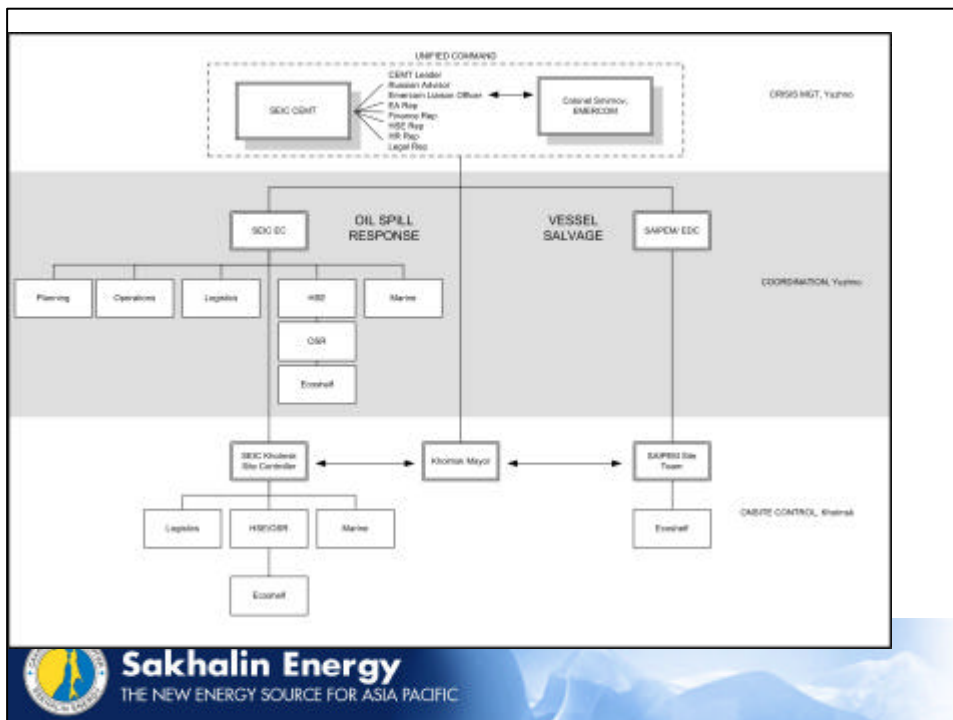 UNIFIED COMMAND
CEMT Leader
Russian Advisor
Emercom Liaison Officer
EA Rep
Finance Rep
HSE Rep
HR Rep
Legal Rep
SEIC CEMT
Colonel Smirnov,
EMERCOM
CRISIS MGT, Yuzhno
SEIC EC
OIL SPILL
RESPONSE
VESSEL
SALVAGE
SAIPEM/ EDC
Planning
Operations
Logistics
HSE
Marine
COORDINATION, Yuzhno
OSR
Ecoshelf
SEIC Kholmsk
Site Controller
Kholmsk Mayor
SAIPEM Site
Team
Logistics
HSE/OSR
Marine
Ecoshelf
ONSITE CONTROL, Kholmsk
Ecoshelf
Sakhalin Energy
THE NEW ENERGY SOURCE FOR ASIA PACIFIC